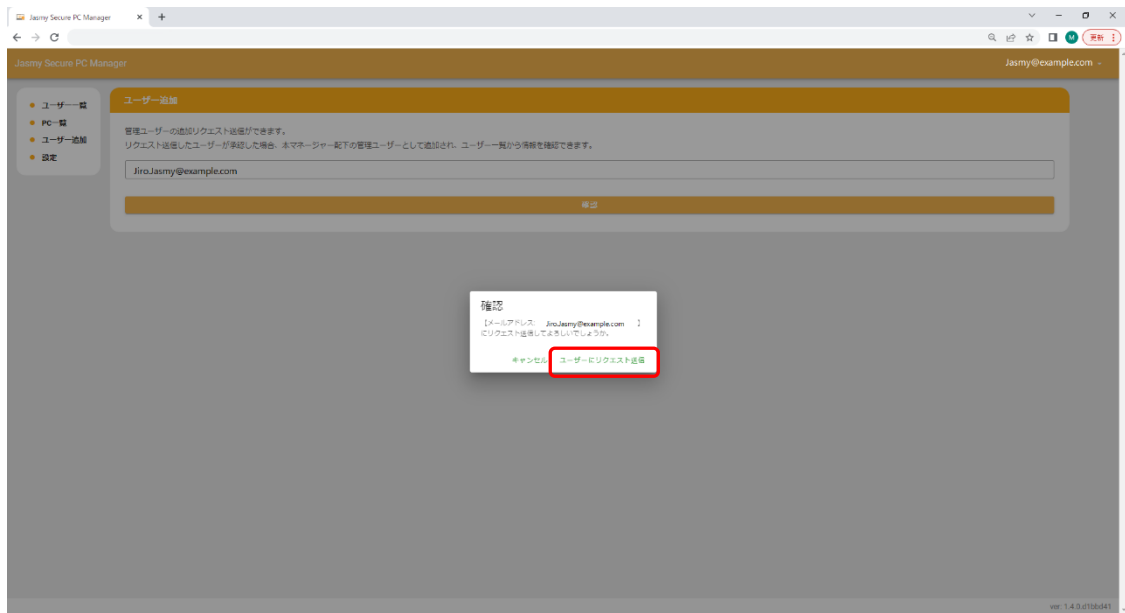 Jasmy Secure PC Manager
更新
Jasmy Secure PC Manager
Jasmy@example.com
ユーザー一覧
PC一覧
ユーザー追加
設定
ユーザー追加
管理ユーザーの追加リクエスト送信ができます。
リクエスト送信したユーザーが承認した場合、本マネージャー配下の管理ユーザーとして追加され、ユーザー一覧から情報を確認できます。
JiroJasmy@example.com
確認
確認
【メールアドレス: JiroJasmy@example.com 】
にリクエスト送信してよろしいでしょうか。
キャンセル ユーザーにリクエスト送信
ver. 1.4.0.d1bbd41